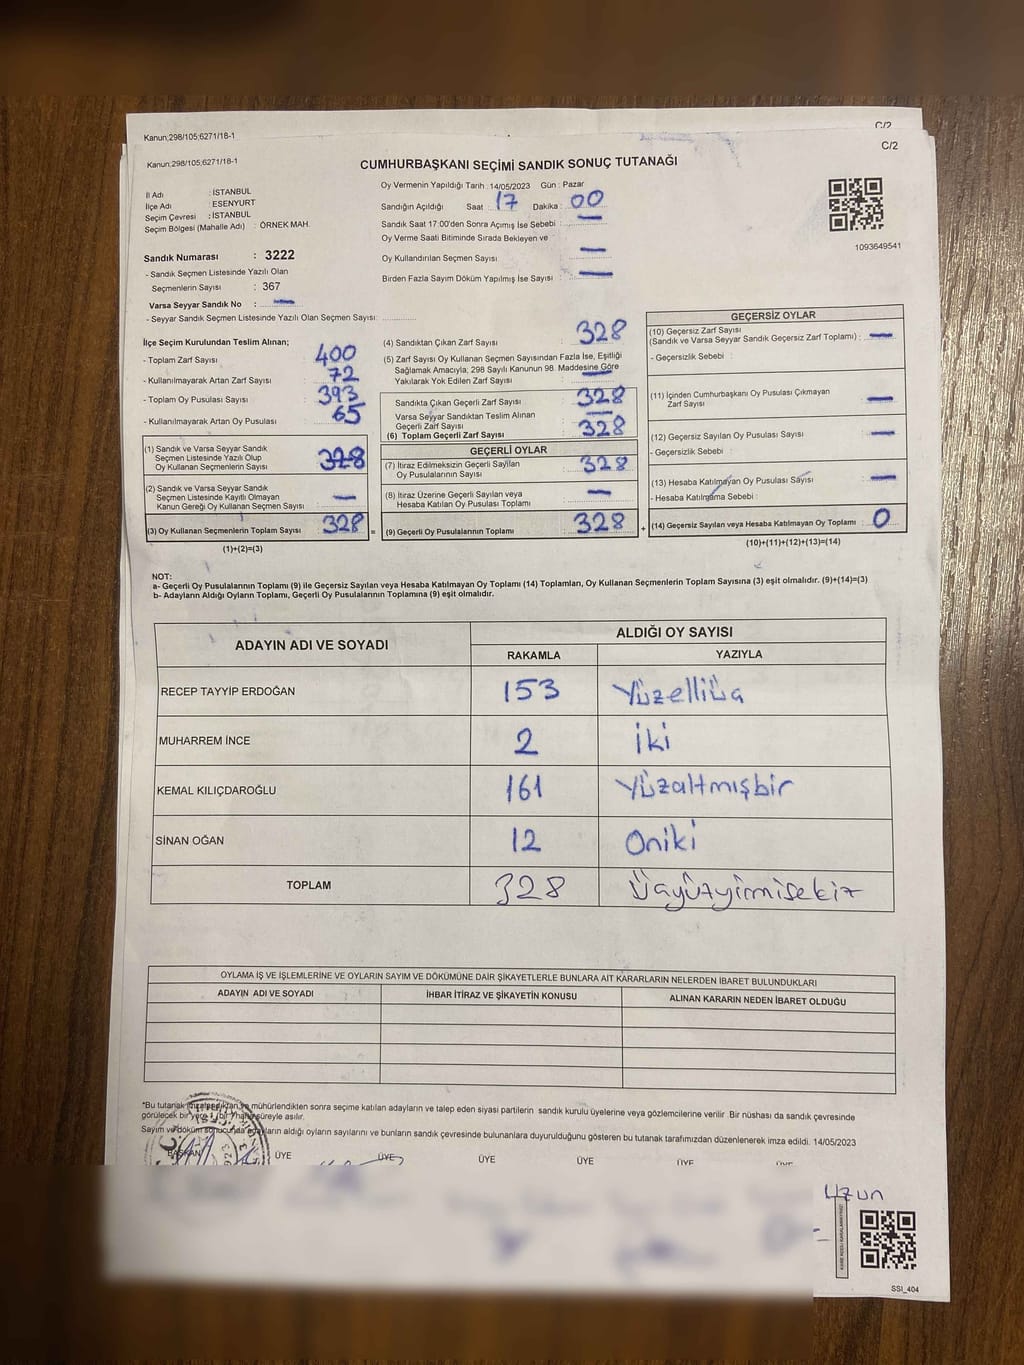 Kanun;298/105;6271/18-1
C/2
Kanun;298/105;6271/18-1
C/2
CUMHURBAŞKANI SEÇİMİ SANDIK SONUÇ TUTANAĞI
1093649541
İl Adı : İSTANBUL
İlçe Adı : ESENYURT
Seçim Çevresi : İSTANBUL
Seçim Bölgesi (Mahalle Adı) : ÖRNEK MAH.
Sandık Numarası : 3222
- Sandık Seçmen Listesinde Yazılı Olan
Seçmenlerin Sayısı : 367
Varsa Seyyar Sandık No : —
- Seyyar Sandık Seçmen Listesinde Yazılı Olan Seçmen Sayısı: ............
Oy Vermenin Yapıldığı Tarih : 14/05/2023 Gün : Pazar
Sandığın Açıldığı Saat : 17 Dakika : 00
Sandık Saat 17:00'den Sonra Açımış İse Sebebi : —
Oy Verme Saati Bitiminde Sırada Bekleyen ve
Oy Kullandırılan Seçmen Sayısı —
Birden Fazla Sayım Döküm Yapılmış İse Sayısı : —
İlçe Seçim Kurulundan Teslim Alınan;
- Toplam Zarf Sayısı : 400
- Kullanılmayarak Artan Zarf Sayısı : 72
- Toplam Oy Pusulası Sayısı : 393
- Kullanılmayarak Artan Oy Pusulası : 65
(1) Sandık ve Varsa Seyyar Sandık
Seçmen Listesinde Yazılı Olup
Oy Kullanan Seçmenlerin Sayısı 328
(2) Sandık ve Varsa Seyyar Sandık
Seçmen Listesinde Kayıtlı Olmayan
Kanun Gereği Oy Kullanan Seçmen Sayısı —
(3) Oy Kullanan Seçmenlerin Toplam Sayısı 328 =
(1)+(2)=(3)
(4) Sandıktan Çıkan Zarf Sayısı : 328
(5) Zarf Sayısı Oy Kullanan Seçmen Sayısından Fazla İse, Eşitliği
Sağlamak Amacıyla, 298 Sayılı Kanunun 98. Maddesine Göre
Yakılarak Yok Edilen Zarf Sayısı : —
Sandıkta Çıkan Geçerli Zarf Sayısı : 328
Varsa Seyyar Sandıktan Teslim Alınan
Geçerli Zarf Sayısı : —
(6) Toplam Geçerli Zarf Sayısı : 328
GEÇERLİ OYLAR
(7) İtiraz Edilmeksizin Geçerli Sayılan
Oy Pusulalarının Sayısı : 328
(8) İtiraz Üzerine Geçerli Sayılan veya
Hesaba Katılan Oy Pusulası Toplamı : —
(9) Geçerli Oy Pusulalarının Toplamı : 328 +
GEÇERSİZ OYLAR
(10) Geçersiz Zarf Sayısı
(Sandık ve Varsa Seyyar Sandık Geçersiz Zarf Toplamı) : —
- Geçersizlik Sebebi :
(11) İçinden Cumhurbaşkanı Oy Pusulası Çıkmayan
Zarf Sayısı : —
(12) Geçersiz Sayılan Oy Pusulası Sayısı : —
- Geçersizlik Sebebi :
(13) Hesaba Katılmayan Oy Pusulası Sayısı : —
- Hesaba Katılmama Sebebi :
(14) Geçersiz Sayılan veya Hesaba Katılmayan Oy Toplamı : 0
(10)+(11)+(12)+(13)=(14)
NOT:
a- Geçerli Oy Pusulalarının Toplamı (9) ile Geçersiz Sayılan veya Hesaba Katılmayan Oy Toplamı (14) Toplamları, Oy Kullanan Seçmenlerin Toplam Sayısına (3) eşit olmalıdır. (9)+(14)=(3)
b- Adayların Aldığı Oyların Toplamı, Geçerli Oy Pusulalarının Toplamına (9) eşit olmalıdır.
ADAYIN ADI VE SOYADI
ALDIĞI OY SAYISI
RAKAMLA YAZIYLA
RECEP TAYYİP ERDOĞAN 153 Yüzelliüç
MUHARREM İNCE 2 iki
KEMAL KILIÇDAROĞLU 161 Yüzaltmışbir
SİNAN OĞAN 12 Oniki
TOPLAM 328 Üçyüzyirmisekiz
OYLAMA İŞ VE İŞLEMLERİNE VE OYLARIN SAYIM VE DÖKÜMÜNE DAİR ŞİKAYETLERLE BUNLARA AİT KARARLARIN NELERDEN İBARET BULUNDUKLARI
ADAYIN ADI VE SOYADI
İHBAR İTİRAZ VE ŞİKAYETİN KONUSU
ALINAN KARARIN NEDEN İBARET OLDUĞU
*Bu tutanak mühürlendikten sonra seçime katılan adayların ve talep eden siyasi partilerin sandık kurulu üyelerine veya gözlemcilerine verilir Bir nüshası da sandık çevresinde
görülecek bir yere 1 (bir) hafta süreyle asılır.
Sayım ve döküm sonucunda adayların aldığı oyların sayılarını ve bunların sandık çevresinde bulunanlara duyurulduğunu gösteren bu tutanak tarafımızdan düzenlenerek imza edildi. 14/05/2023
BAŞKAN ÜYE ÜYE ÜYE ÜYE ÜYE ÜYE
Uzun
SSI_404